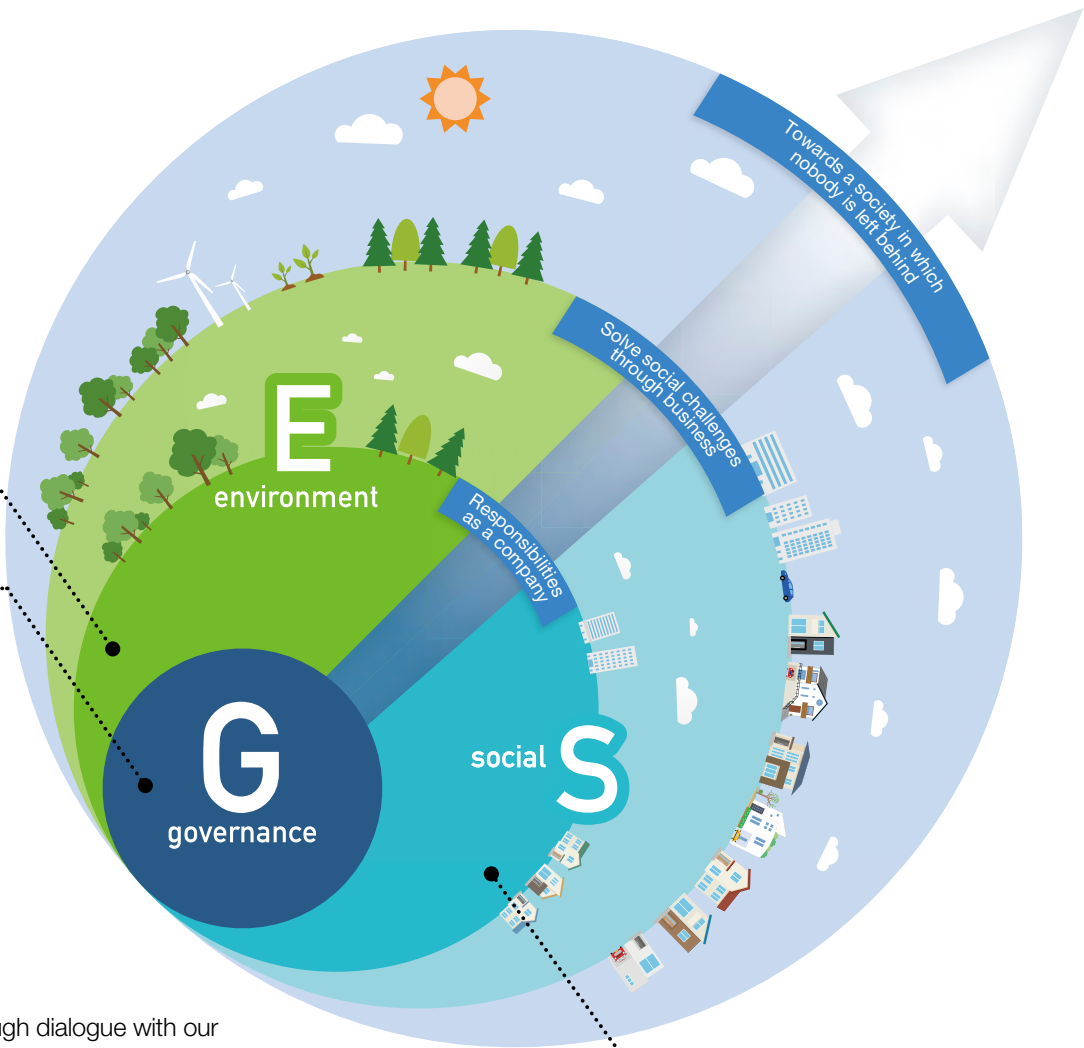 Towards a society in which
nobody is left behind
Solve social challenges
through business
E
environment
Responsibilities
as a company
G
governance
social S
dialogue with our